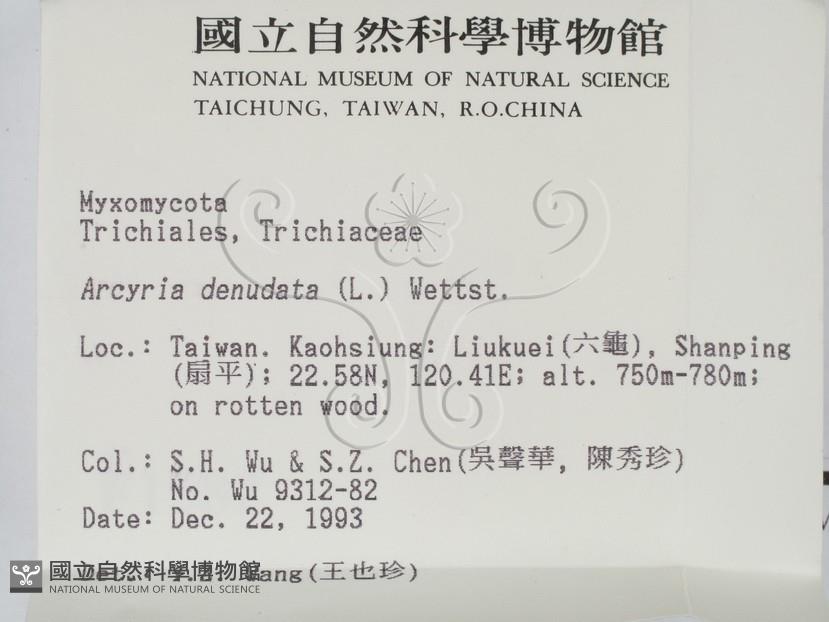 國立自然科學博物館
NATIONAL MUSEUM OF NATURAL SCIENCE
TAICHUNG, TAIWAN, R.O.CHINA
Myxomycota
Trichiales, Trichiaceae
Arcyria denudata (L.) Wettst.
Loc.: Taiwan. Kaohsiung: Liukuei(六龜), Shanping
(扇平); 22.58N, 120.41E; alt. 750m-780m;
on rotten wood.
Col.: S.H. Wu & S.Z. Chen(吳聲華, 陳秀珍)
No. Wu 9312-82
Date: Dec. 22, 1993
Wang(王也珍)
國立自然科學博物館
NATIONAL MUSEUM OF NATURAL SCIENCE